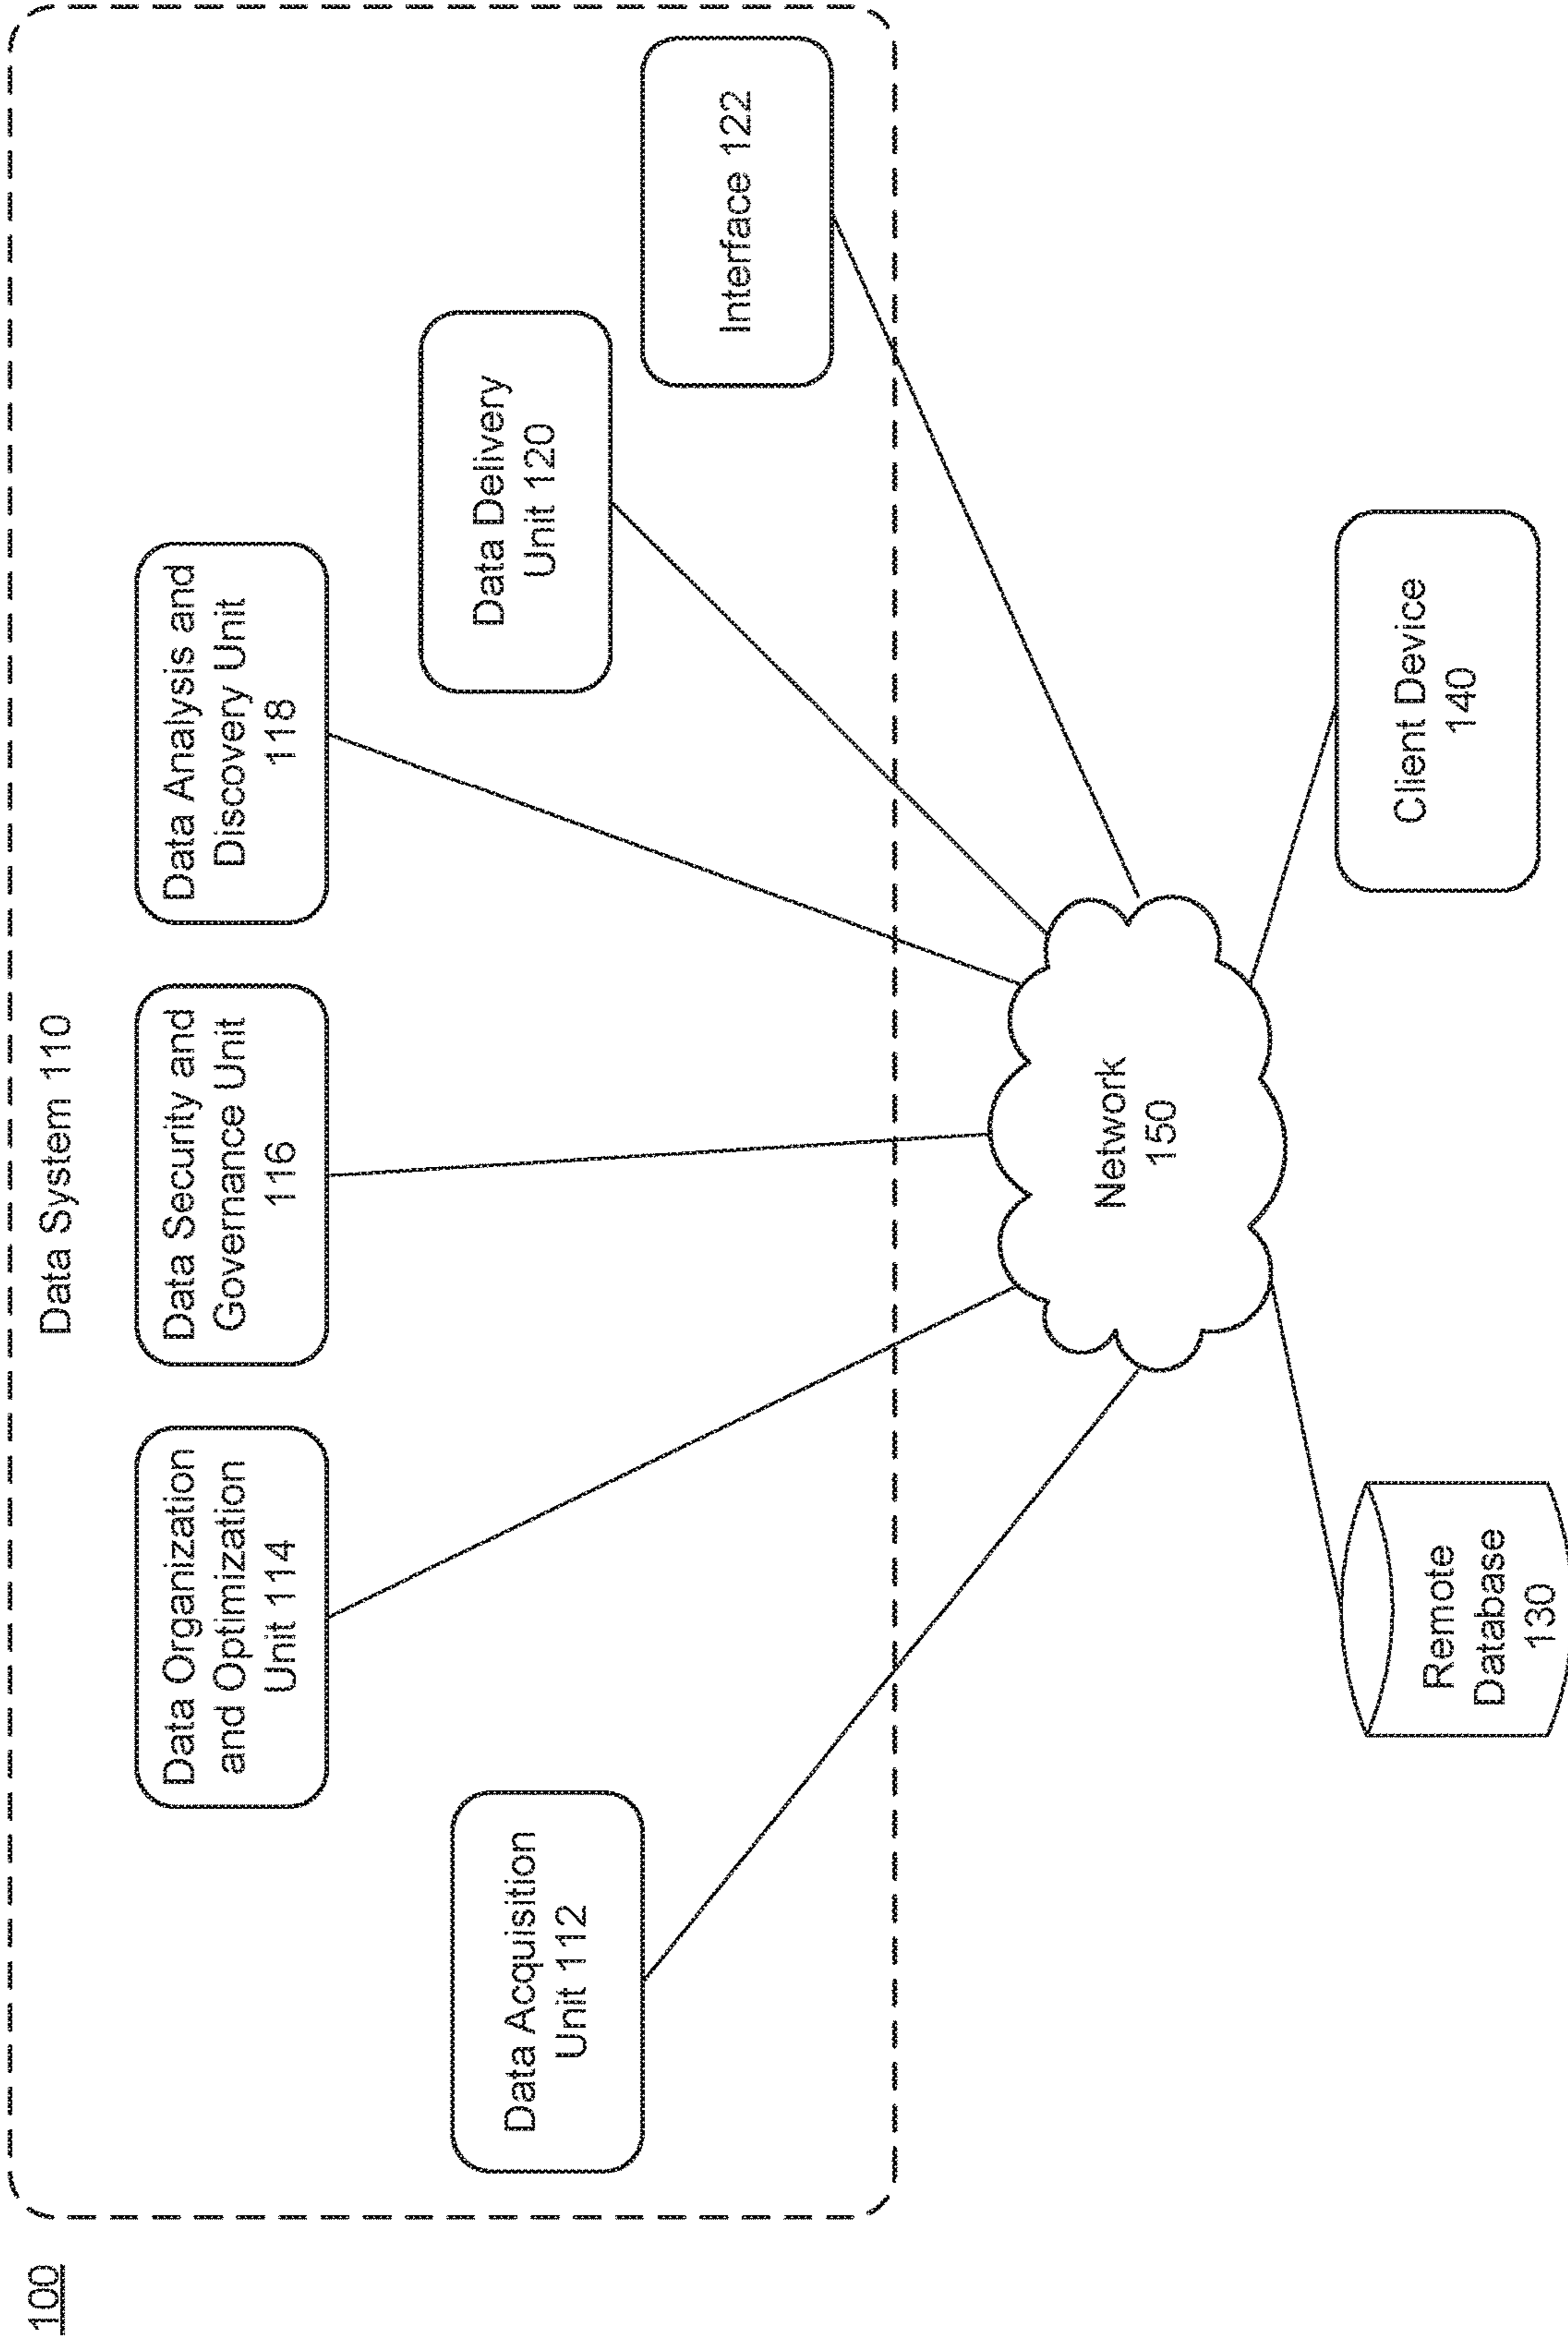 100
Data System 110
Data Acquisition
Unit 112
Data Organization
and Optimization
Unit 114
Data Security and
Governance Unit
116
Data Analysis and
Discovery Unit
118
Data Delivery
Unit 120
Interface 122
Network
150
Remote
Database
130
Client Device
140